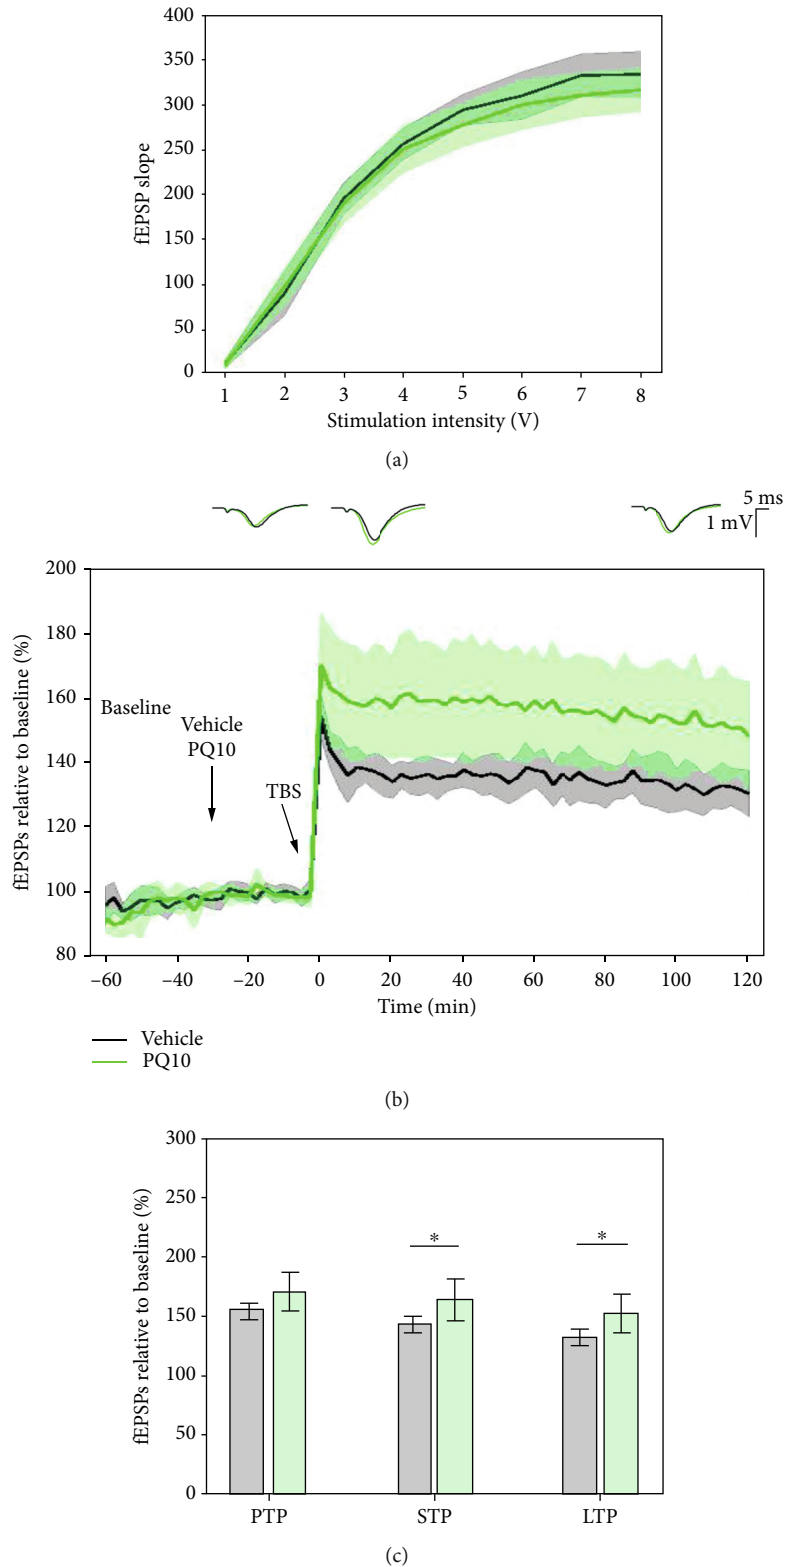 400
350
300
250
200
150
100
50
0
fEPSP slope
1 2 3 4 5 6 7 8
Stimulation intensity (V)
(a)
5 ms
1 mV
200
180
160
140
120
100
80
fEPSPs relative to baseline (%)
Baseline
Vehicle
PQ10
TBS
–60 –40 –20 0 20 40 60 80 100 120
Time (min)
Vehicle
PQ10
(b)
300
250
200
150
100
50
0
fEPSPs relative to baseline (%)
* *
PTP STP LTP
(c)